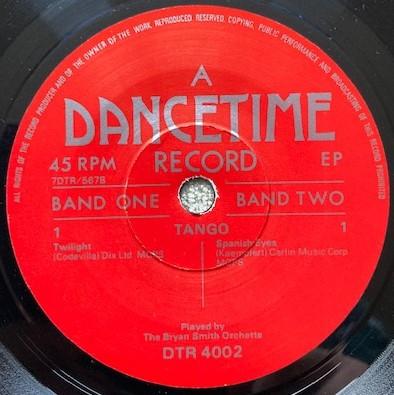 ALL RIGHTS OF THE RECORD PRODUCER AND OF THE OWNER OF THE WORK REPRODUCED RESERVED. COPYING, PUBLIC PERFORMANCE AND BROADCASTING OF THIS RECORD PROHIBITED
A
DANCETIME
45 RPM RECORD EP
7DTR/567B
BAND ONE BAND TWO
1 TANGO 1
Twilight Spanish Eyes
(Codevilla) Dix Ltd MCPS (Kaempfert) Carlin Music Corp
MCPS
Played by
The Bryan Smith Orchette
DTR 4002